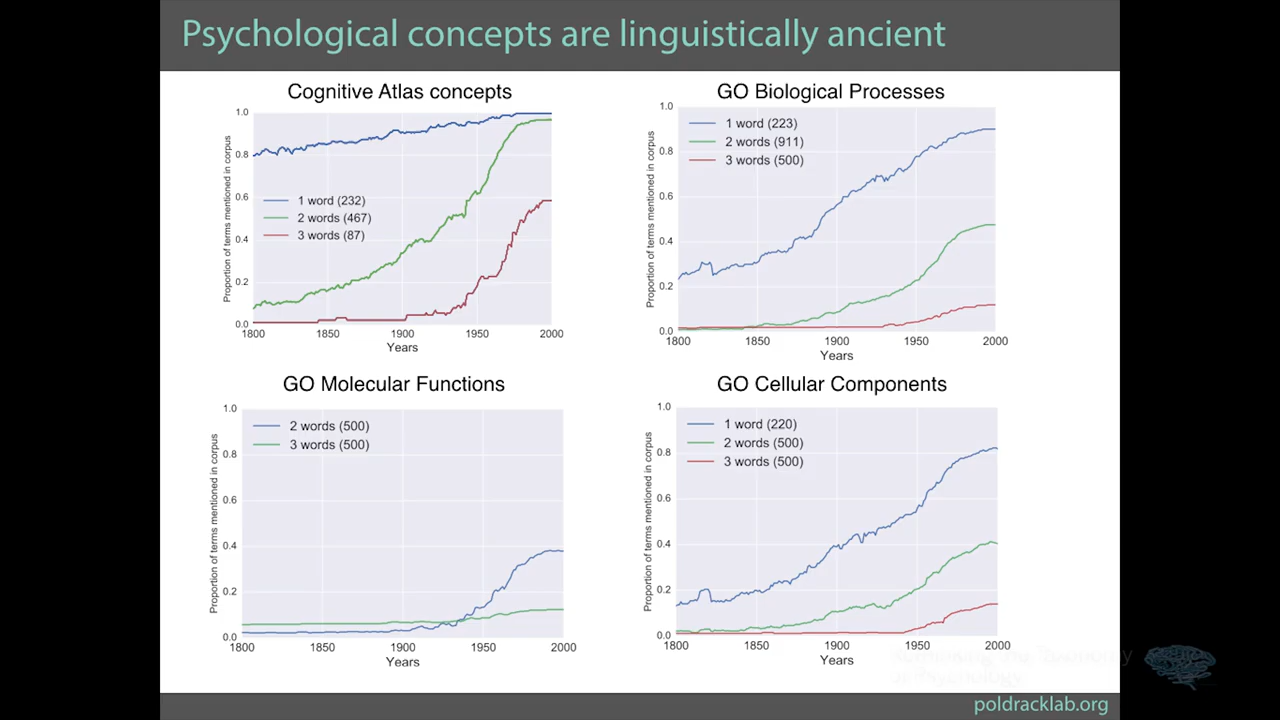 Psychological concepts are linguistically ancient
Cognitive Atlas concepts
Proportion of terms mentioned in corpus
1.0
0.8
0.6
0.4
0.2
0.0
1 word (232)
2 words (467)
3 words (87)
1800 1850 1900 1950 2000
Years
GO Biological Processes
Proportion of terms mentioned in corpus
1.0
0.8
0.6
0.4
0.2
0.0
1 word (223)
2 words (911)
3 words (500)
1800 1850 1900 1950 2000
Years
GO Molecular Functions
Proportion of terms mentioned in corpus
1.0
0.8
0.6
0.4
0.2
0.0
2 words (500)
3 words (500)
1800 1850 1900 1950 2000
Years
GO Cellular Components
Proportion of terms mentioned in corpus
1.0
0.8
0.6
0.4
0.2
0.0
1 word (220)
2 words (500)
3 words (500)
1800 1850 1900 1950 2000
Years
poldracklab.org